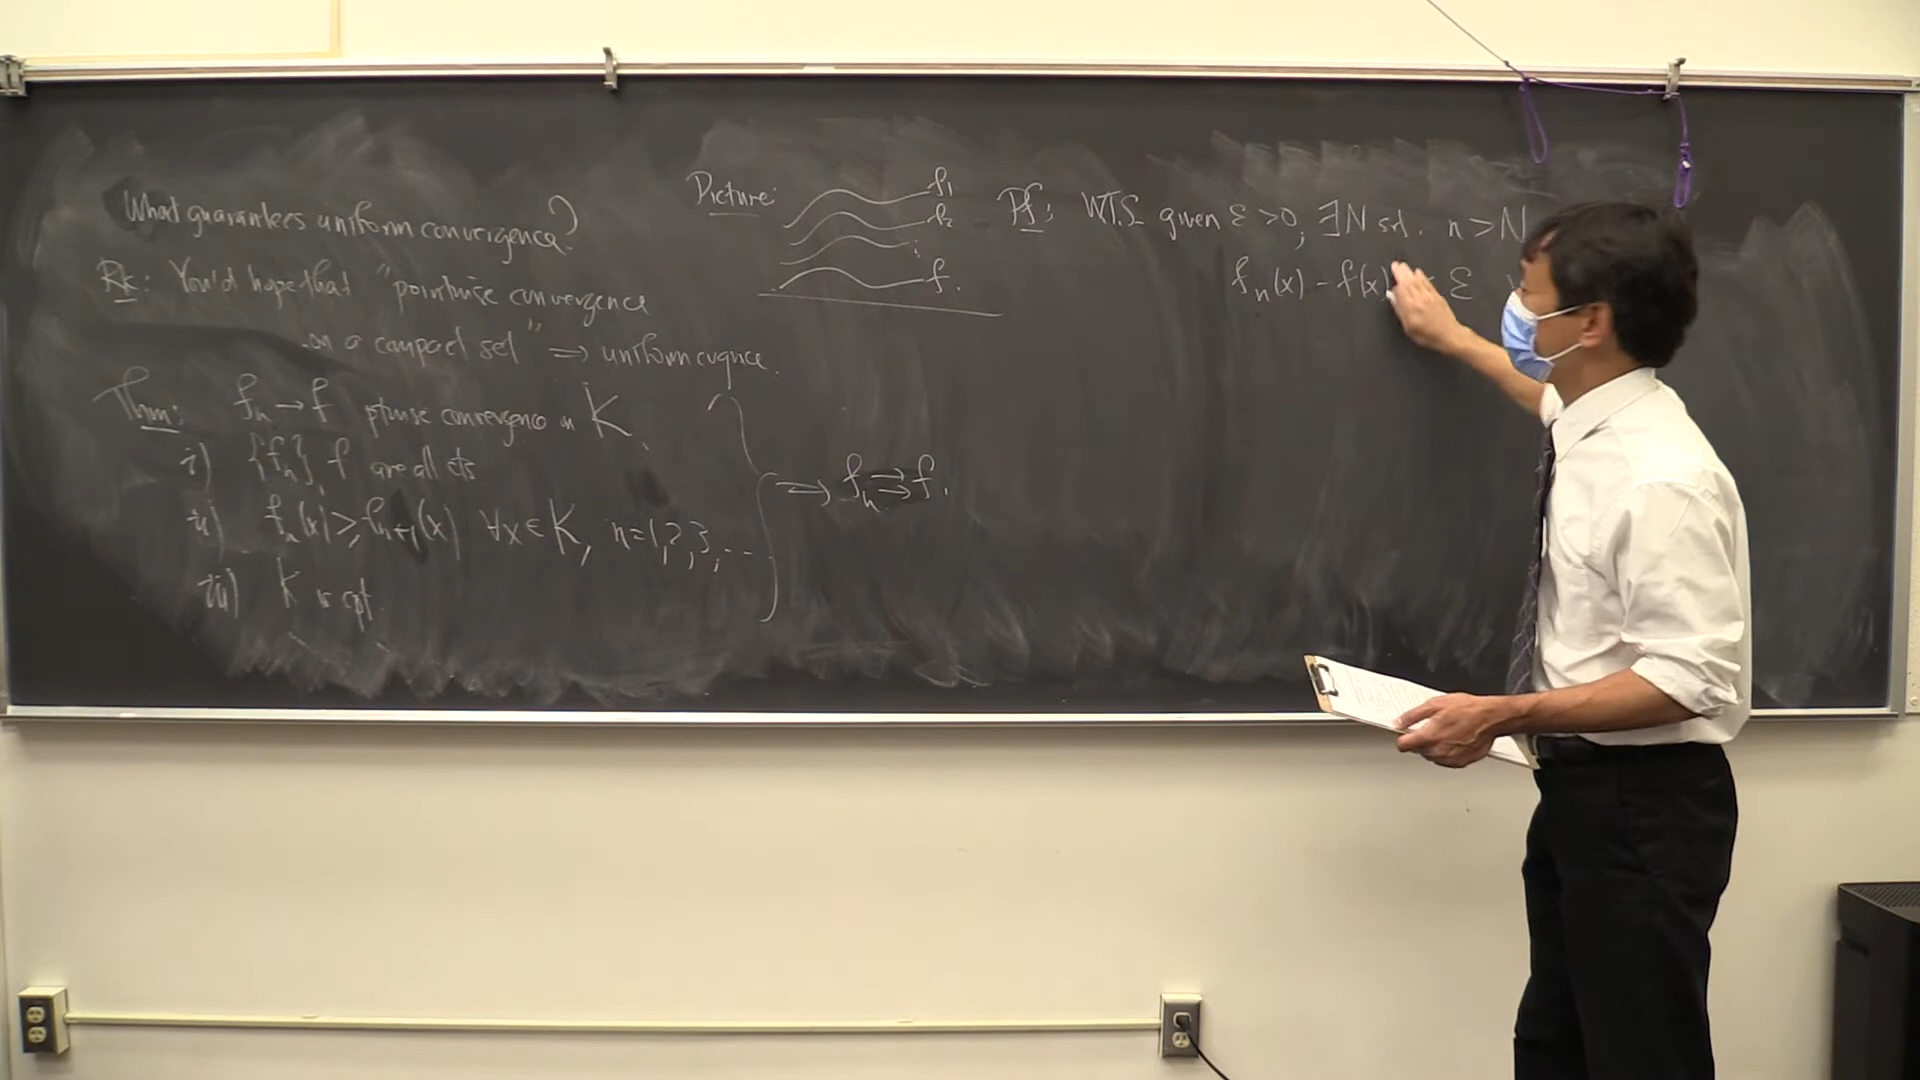 What guarantees uniform convergence?
Rk: You'd hope that "pointwise convergence
on a compact set" ⇒ uniform cvgnce.
Thm: fₙ → f ptwise convergence on K.
i) {fₙ}, f are all cts
ii) fₙ(x) ≥ fₙ₊₁(x) ∀x ∈ K, n=1,2,3,...
iii) K is cpt
⇒ fₙ ⇉ f.
Picture:
f₁
f₂
⋮
f.
Pf: WTS given ε>0, ∃N s.t. n>N
fₙ(x) - f(x) < ε